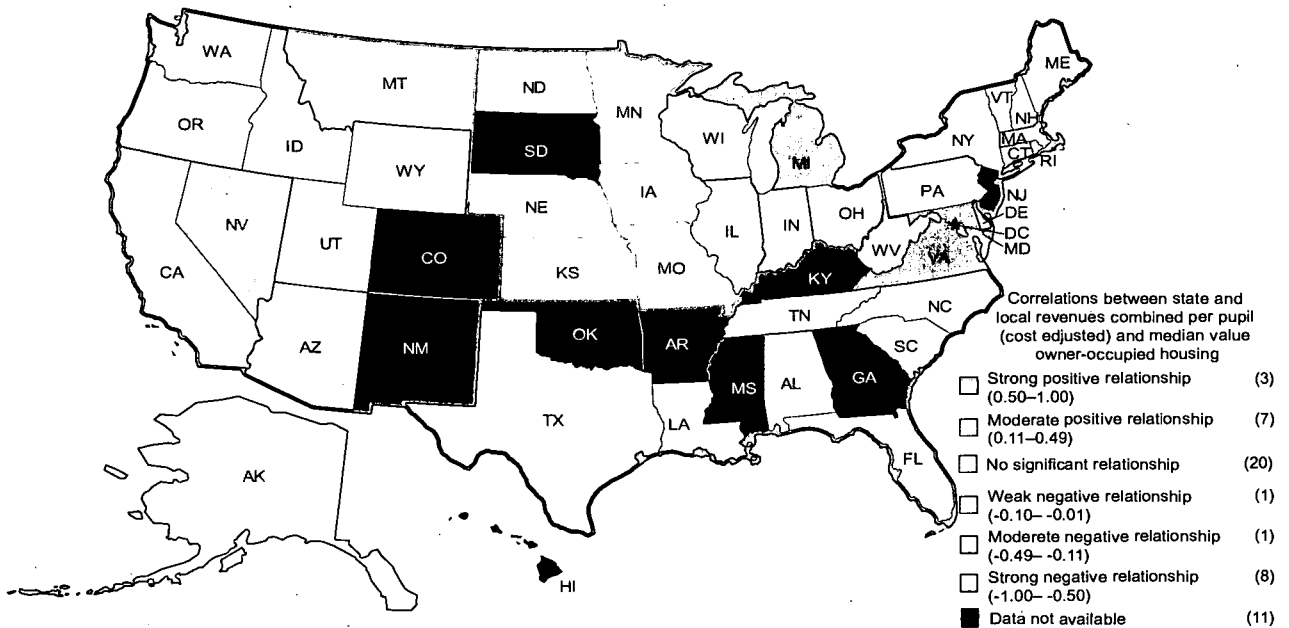 WA
MT
ND
MN
ME
VT
NH
OR
ID
WY
SD
WI
MI
NY
MA
CT
RI
NV
UT
NE
IA
PA
NJ
DE
DC
MD
CA
CO
KS
MO
IL
IN
OH
WV
VA
KY
AZ
NM
OK
AR
TN
NC
SC
MS
AL
GA
TX
LA
FL
AK
HI
Correlations between state and
local revenues combined per pupil
(cost adjusted) and median value
owner-occupied housing
Strong positive relationship (3)
(0.50–1.00)
Moderate positive relationship (7)
(0.11–0.49)
No significant relationship (20)
Weak negative relationship (1)
(-0.10– -0.01)
Moderete negative relationship (1)
(-0.49– -0.11)
Strong negative relationship (8)
(-1.00– -0.50)
Data not available (11)